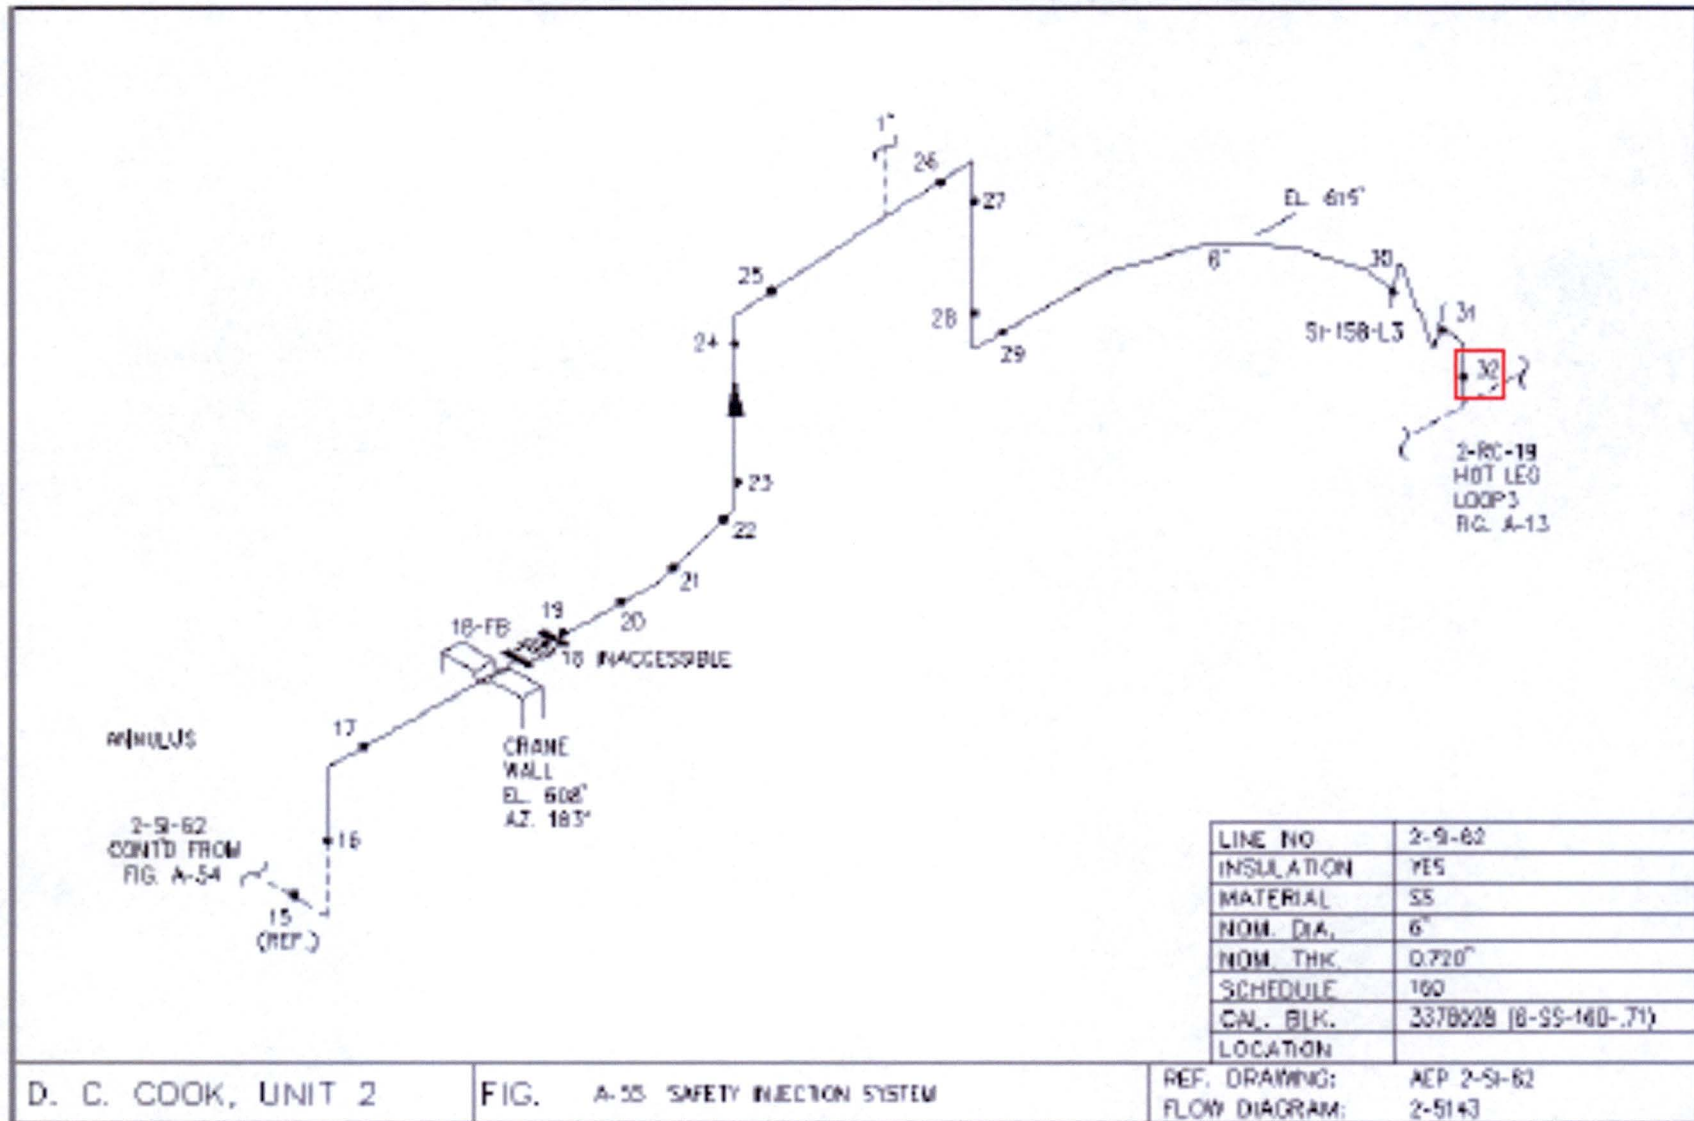 1"
26
27
EL 615'
25
6"
30
28
31
24
SI-158-L3
29
32
2-RC-19
HOT LEG
LOOP3
FIG. A-13
23
22
21
19
20
18-FB
18 INACCESSIBLE
17
ANNULUS
CRANE
WALL
EL. 608'
AZ. 183°
2-SI-62
CONT'D FROM
FIG. A-54
16
15
(REF.)
LINE NO 2-SI-62
INSULATION YES
MATERIAL SS
NOM. DIA. 6"
NOM. THK. 0.720"
SCHEDULE 160
CAL. BLK.
LOCATION
D. C. COOK, UNIT 2
FIG. A-55 SAFETY INJECTION SYSTEM
REF. DRAWING: AEP 2-SI-62
FLOW DIAGRAM: 2-5143